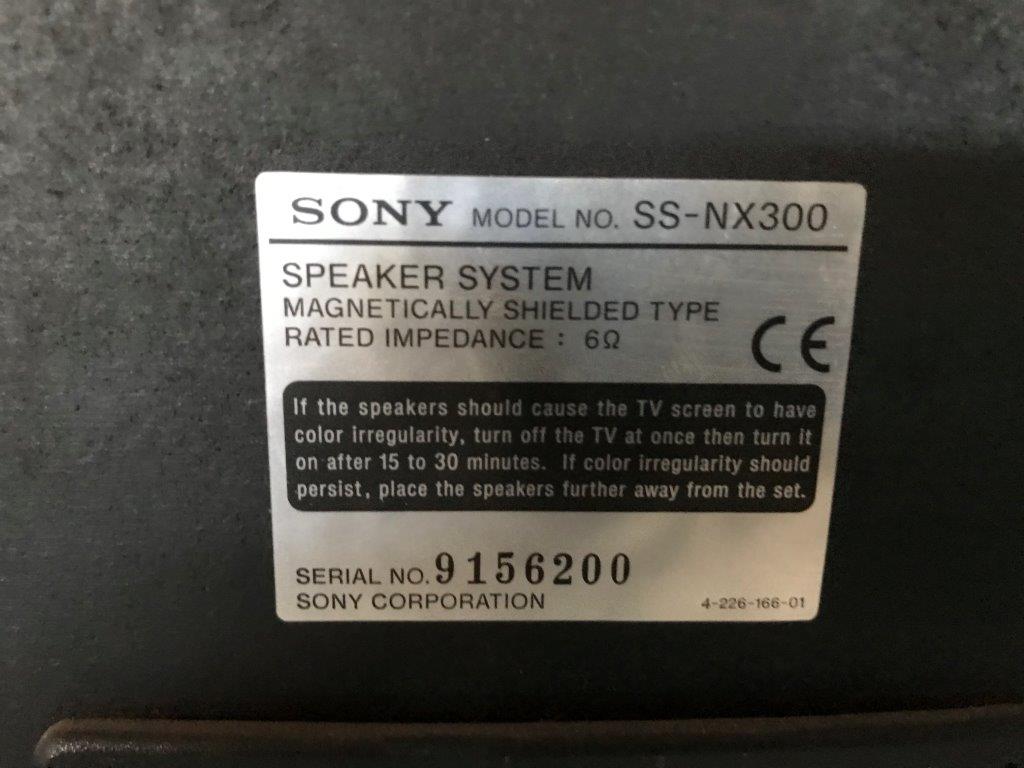 SONY MODEL NO. SS-NX300
SPEAKER SYSTEM
MAGNETICALLY SHIELDED TYPE
RATED IMPEDANCE : 6Ω
CE
If the speakers should cause the TV screen to have
color irregularity, turn off the TV at once then turn it
on after 15 to 30 minutes. If color irregularity should
persist, place the speakers further away from the set.
SERIAL NO. 9156200
SONY CORPORATION 4-226-166-01